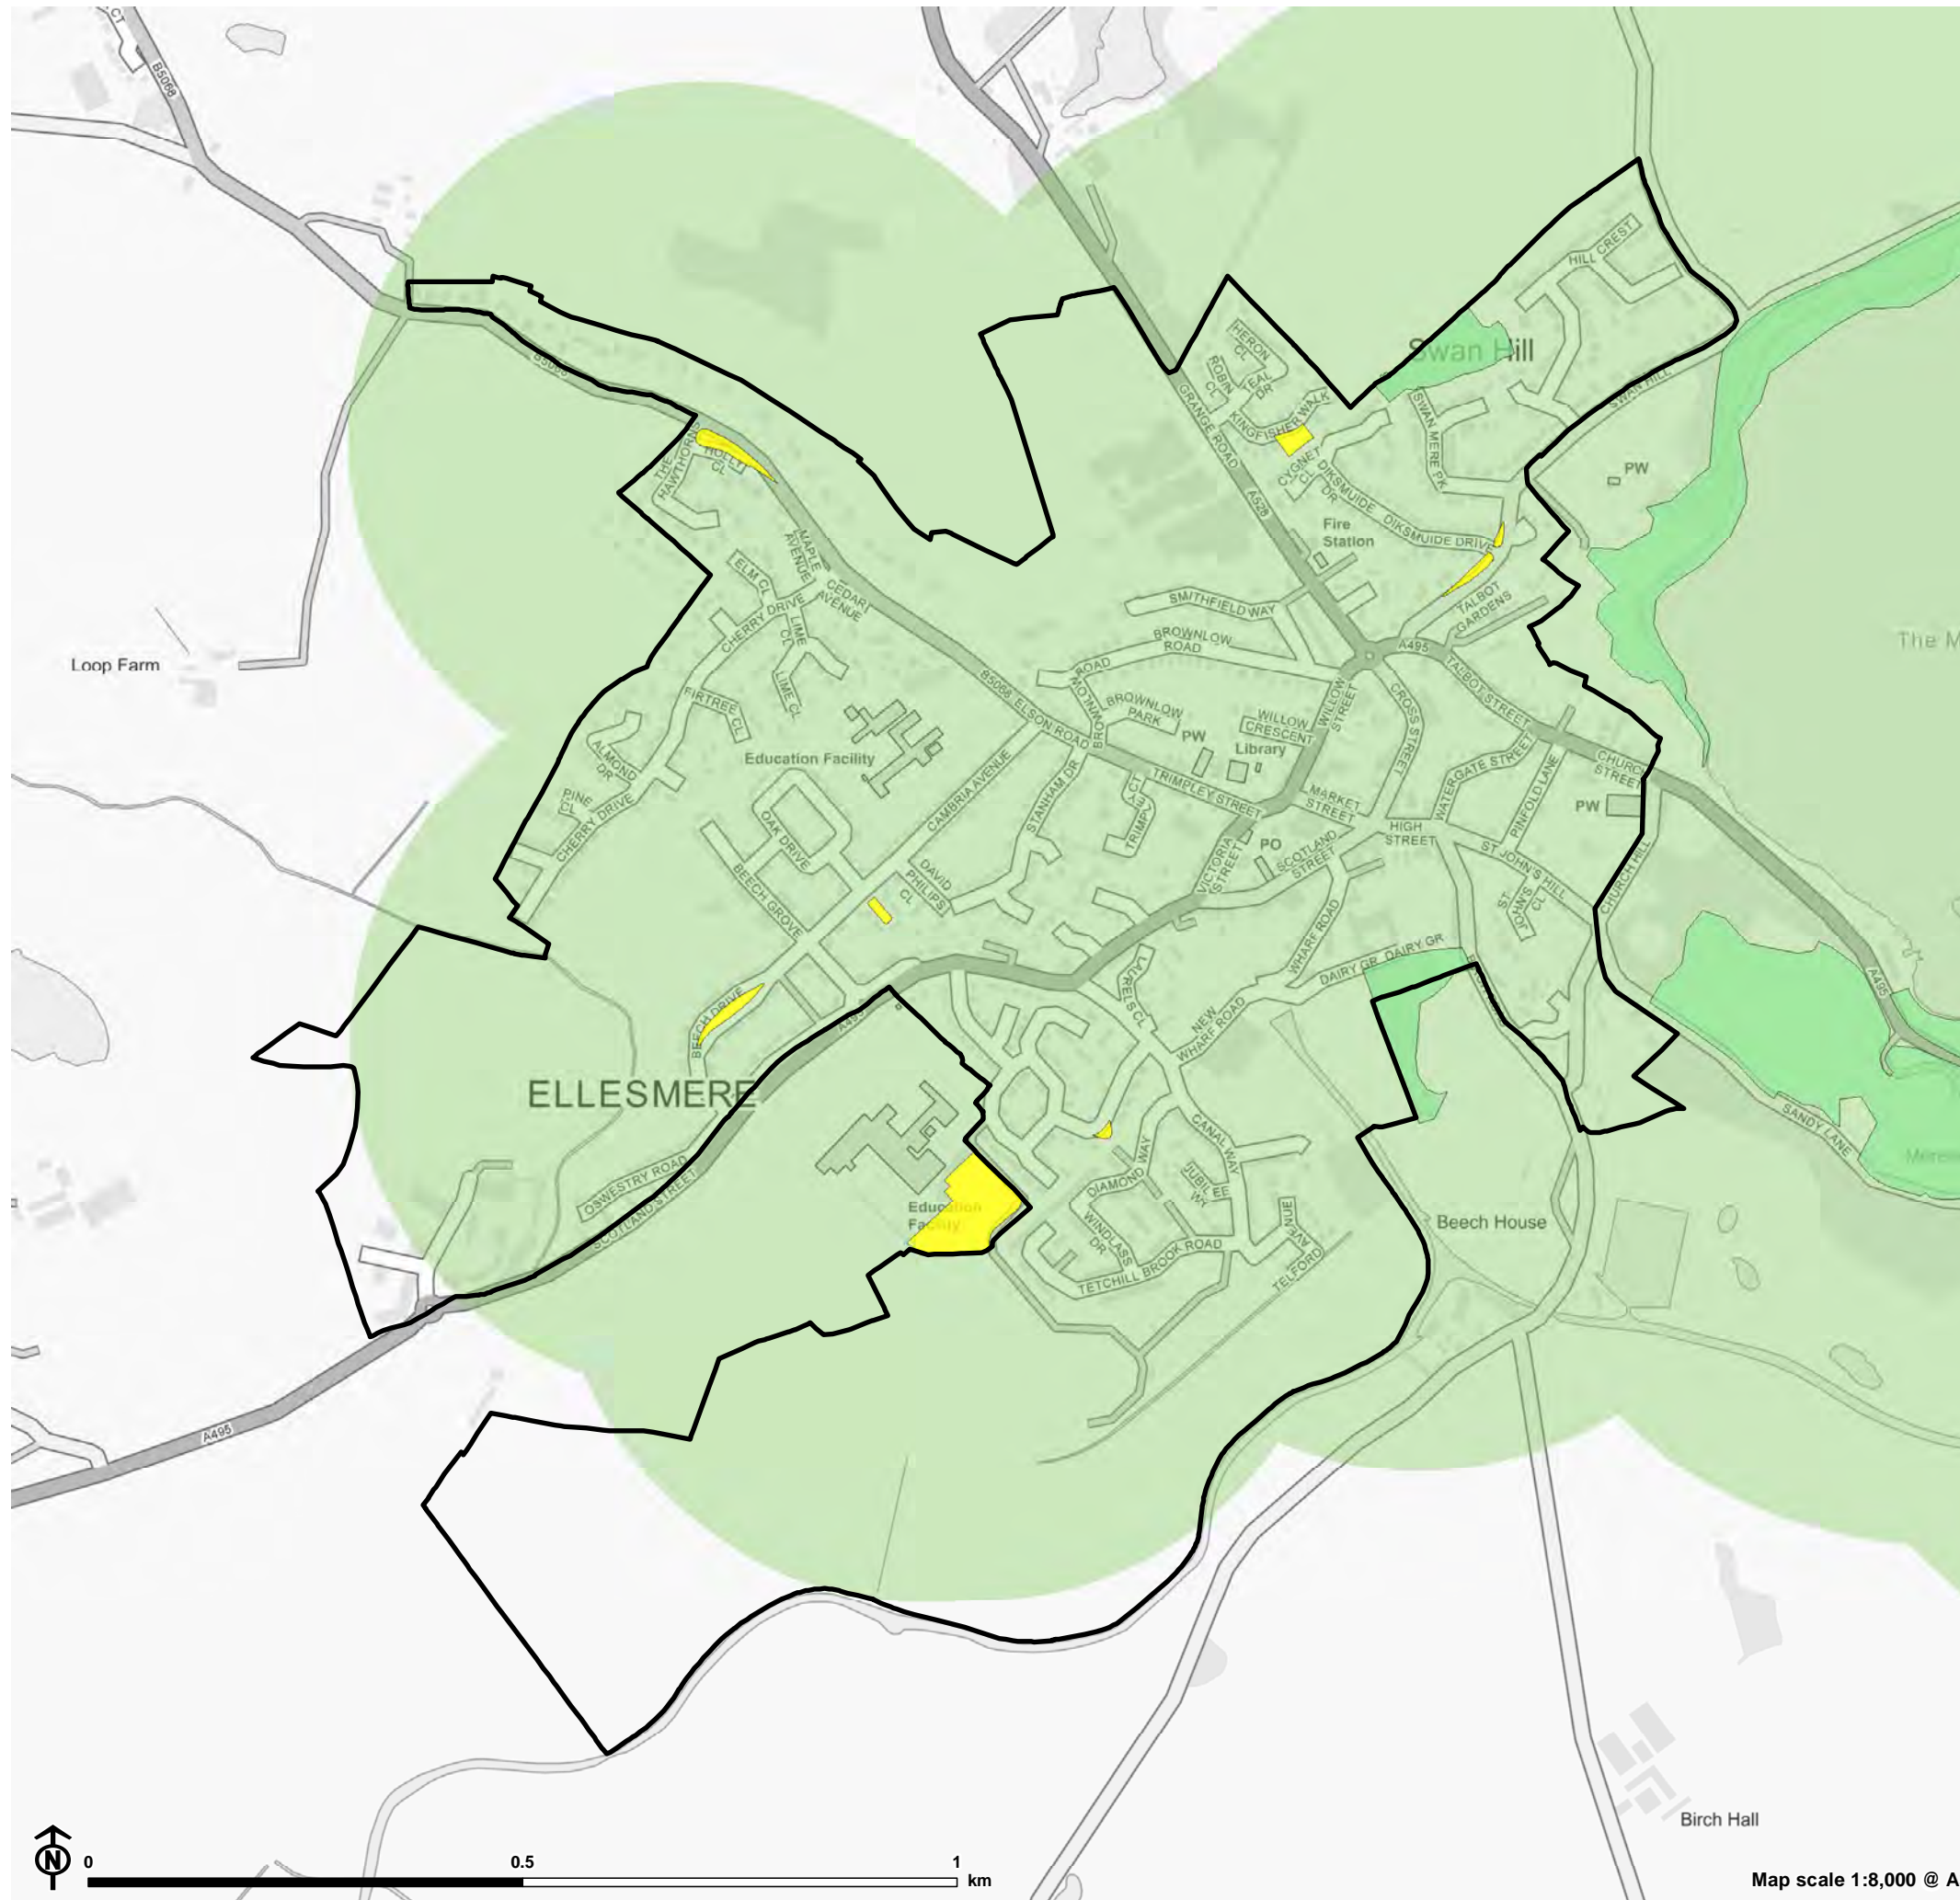 CT
B5068
HILL CREST
Swan Hill
HERON
CL
ROBIN
CL
TEAL
DR
KINGFISHER WALK
SWAN HILL
B5068
GRANGE ROAD
SWAN MERE PK
PW
THE
HAWTHORNS
HOLLY
CL
CYGNET
CL
DIKSMUIDE
DR
DIKSMUIDE DRIVE
A528
Fire
Station
MAPLE
AVENUE
ELM CL
CEDAR
AVENUE
CHERRY DRIVE
LIME
CL
SMITHFIELD WAY
TALBOT
GARDENS
BROWNLOW
ROAD
A495
The M
Loop Farm
LIME CL
FIRTREE CL
BROWNLOW
ROAD
BROWNLOW
PARK
B5068 ELSON ROAD
WILLOW
STREET
CROSS STREET
TALBOT STREET
WILLOW
CRESCENT
PW
Library
ALMOND
DR
Education Facility
WATERGATE STREET
CHURCH
STREET
TRIMPLEY STREET
TRIMPLEY
CT
STANHAM DR
CAMBRIA AVENUE
MARKET
STREET
PINFOLD LANE
PW
PINE
CL
CHERRY DRIVE
OAK DRIVE
HIGH
STREET
PO
SCOTLAND
STREET
VICTORIA
STREET
ST JOHN'S HILL
BEECH GROVE
DAVID
PHILIPS
CL
ST
JOHN'S
CL
CHURCH HILL
WHARF ROAD
DAIRY GR
DAIRY GR
LAURELS CL
A495
BEECH DRIVE
A495
NEW
WHARF ROAD
ELLESMERE
SANDY LANE
CANAL WAY
DIAMOND
WAY
JUBILEE
WY
OSWESTRY ROAD
SCOTLAND STREET
Education
Facility
WINDLASS
DR
TETCHILL BROOK ROAD
TELFORD
AVENUE
Beech House
A495
Birch Hall
N
0
0.5
1
km
Map scale 1:8,000 @ A